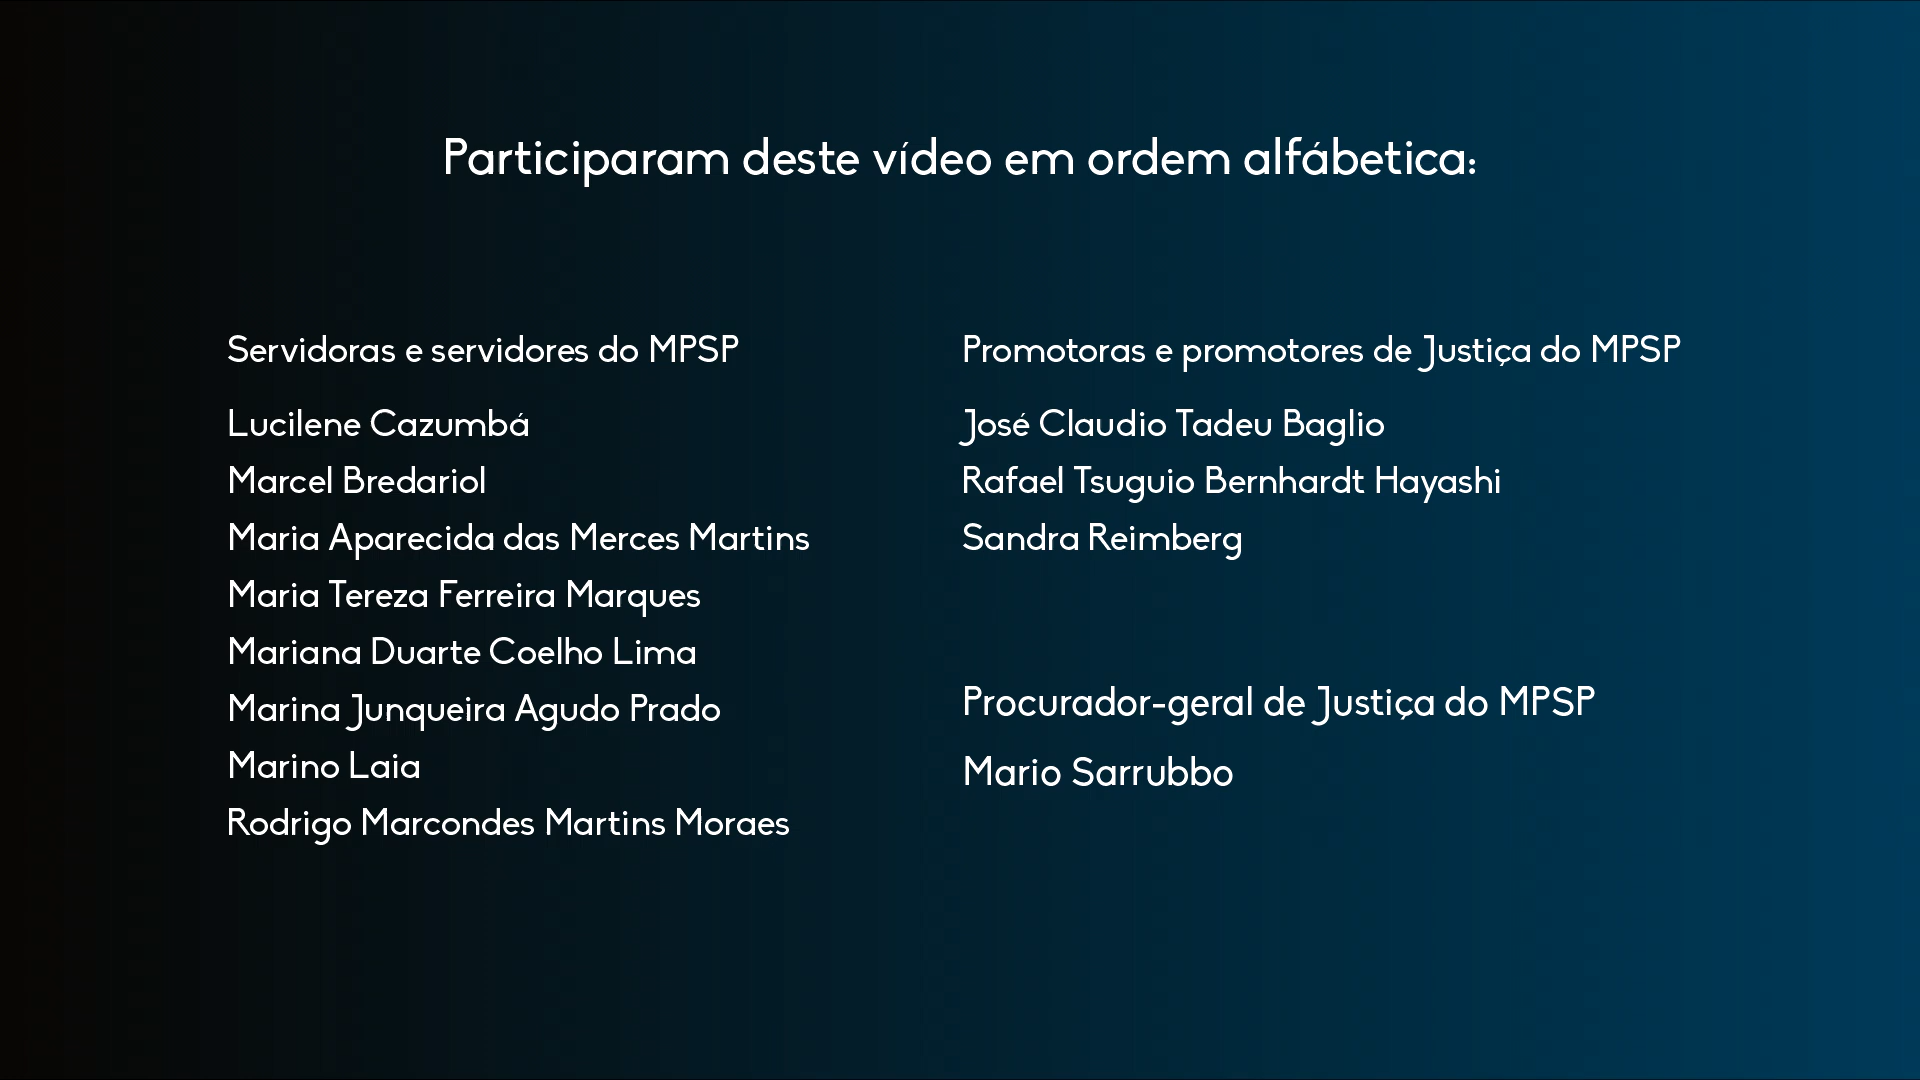 Participaram deste vídeo em ordem alfábetica:
Servidoras e servidores do MPSP
Lucilene Cazumbá
Marcel Bredariol
Maria Aparecida das Merces Martins
Maria Tereza Ferreira Marques
Mariana Duarte Coelho Lima
Marina Junqueira Agudo Prado
Marino Laia
Rodrigo Marcondes Martins Moraes
Promotoras e promotores de Justiça do MPSP
José Claudio Tadeu Baglio
Rafael Tsuguio Bernhardt Hayashi
Sandra Reimberg
Procurador-geral de Justiça do MPSP
Mario Sarrubbo